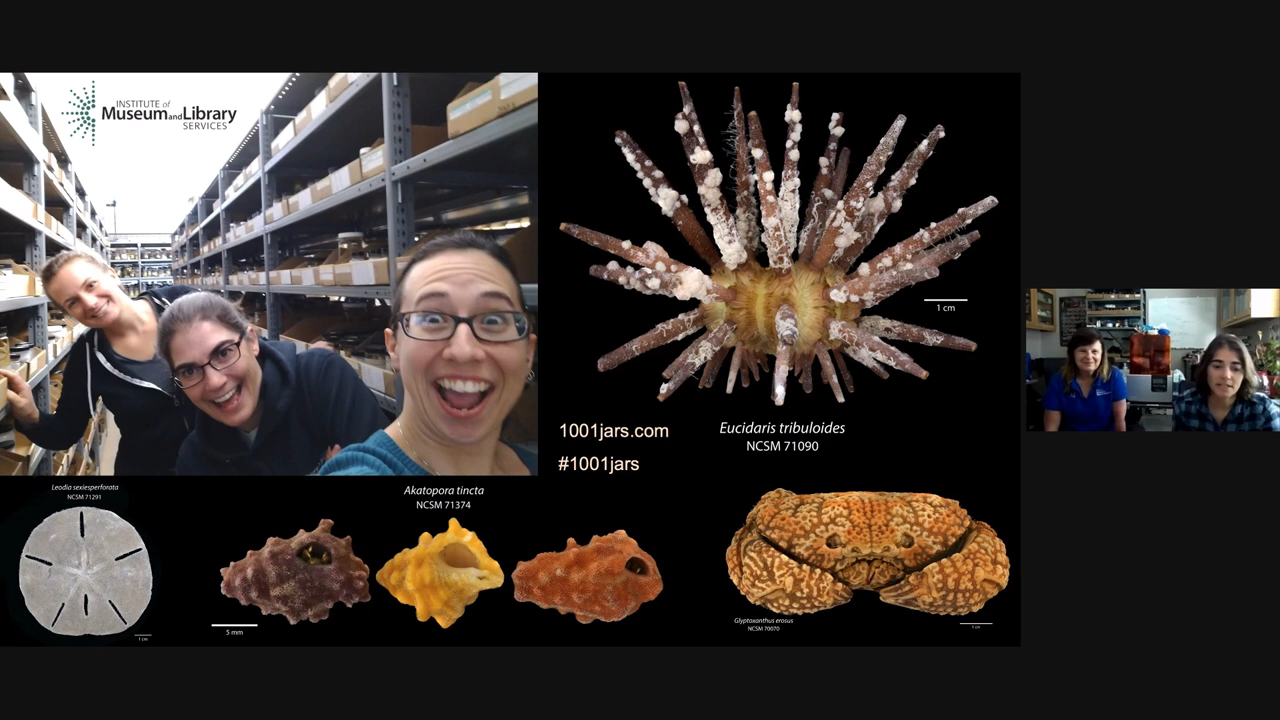 INSTITUTE of
Museum and Library
SERVICES
1 cm
1001jars.com
#1001jars
Eucidaris tribuloides
NCSM 71090
Leodia sexiesperforata
NCSM 71291
1 cm
Akatopora tincta
NCSM 71374
5 mm
Glyptoxanthus erosus
NCSM 70070
1 cm